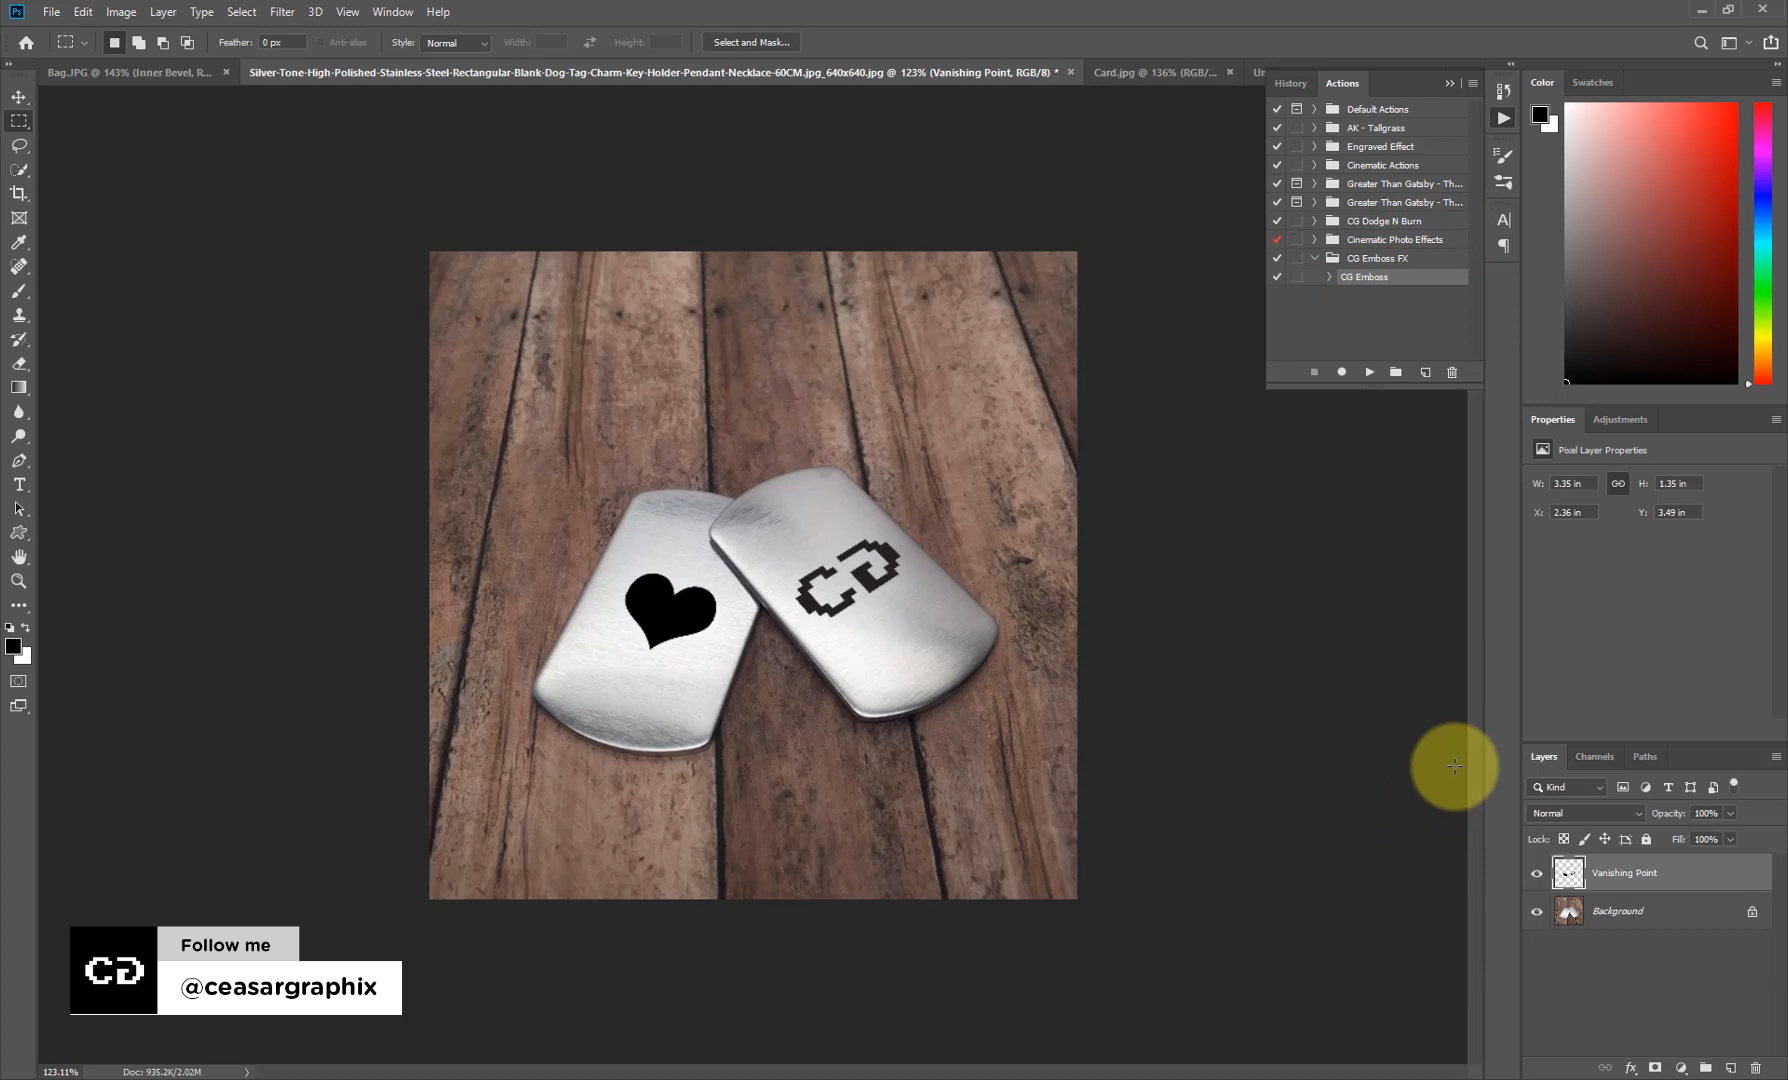 Ps File Edit Image Layer Type Select Filter 3D View Window Help
Feather: 0 px Anti-alias Style: Normal Width: Height: Select and Mask...
Bag.JPG @ 143% (Inner Bevel, R... × Silver-Tone-High-Polished-Stainless-Steel-Rectangular-Blank-Dog-Tag-Charm-Key-Holder-Pendant-Necklace-60CM.jpg_640x640.jpg @ 123% (Vanishing Point, RGB/8) * × Card.jpg @ 136% (RGB/... × Un
History Actions
Default Actions
AK - Tallgrass
Engraved Effect
Cinematic Actions
Greater Than Gatsby - Th...
Greater Than Gatsby - Th...
CG Dodge N Burn
Cinematic Photo Effects
CG Emboss FX
CG Emboss
Color Swatches
Properties Adjustments
Pixel Layer Properties
W: 3.35 in H: 1.35 in
X: 2.36 in Y: 3.49 in
CG
Layers Channels Paths
Kind
Normal Opacity: 100%
Lock: Fill: 100%
Vanishing Point
Background
CG
Follow me
@ceasargraphix
123.11% Doc: 935.2K/2.02M